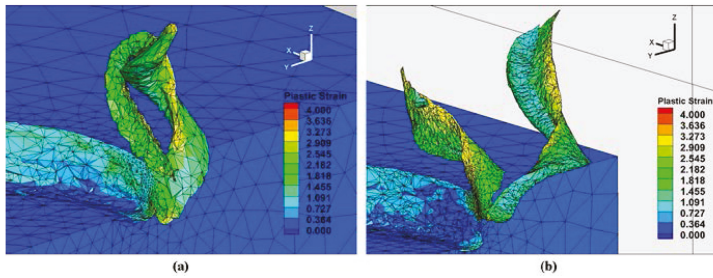 Z
X
Y
Plastic Strain
4.000
3.636
3.273
2.909
2.545
2.182
1.818
1.455
1.091
0.727
0.364
0.000
(a)
Z
X
Y
Plastic Strain
4.000
3.636
3.273
2.909
2.545
2.182
1.818
1.455
1.091
0.727
0.364
0.000
(b)